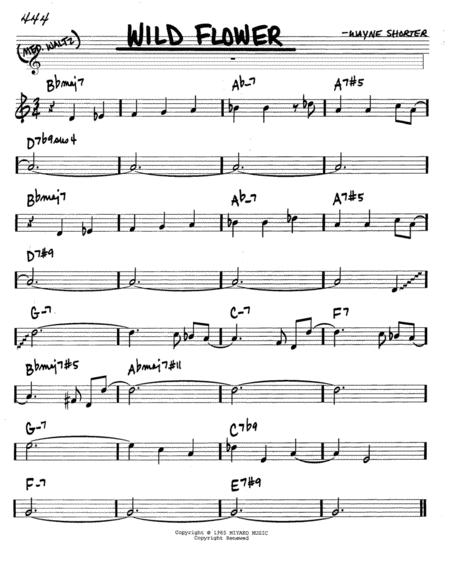 444
WILD FLOWER
-WAYNE SHORTER
(MED. WALTZ)
Bbmaj7 Ab-7 A7#5
3/4
D7b9sus4
Bbmaj7 Ab-7 A7#5
D7#9
G-7 C-7 F7
Bbmaj7#5 Abmaj7#11
G-7 C7b9
F-7 E7#9
Copyright © 1965 MIYAKO MUSIC
Copyright Renewed